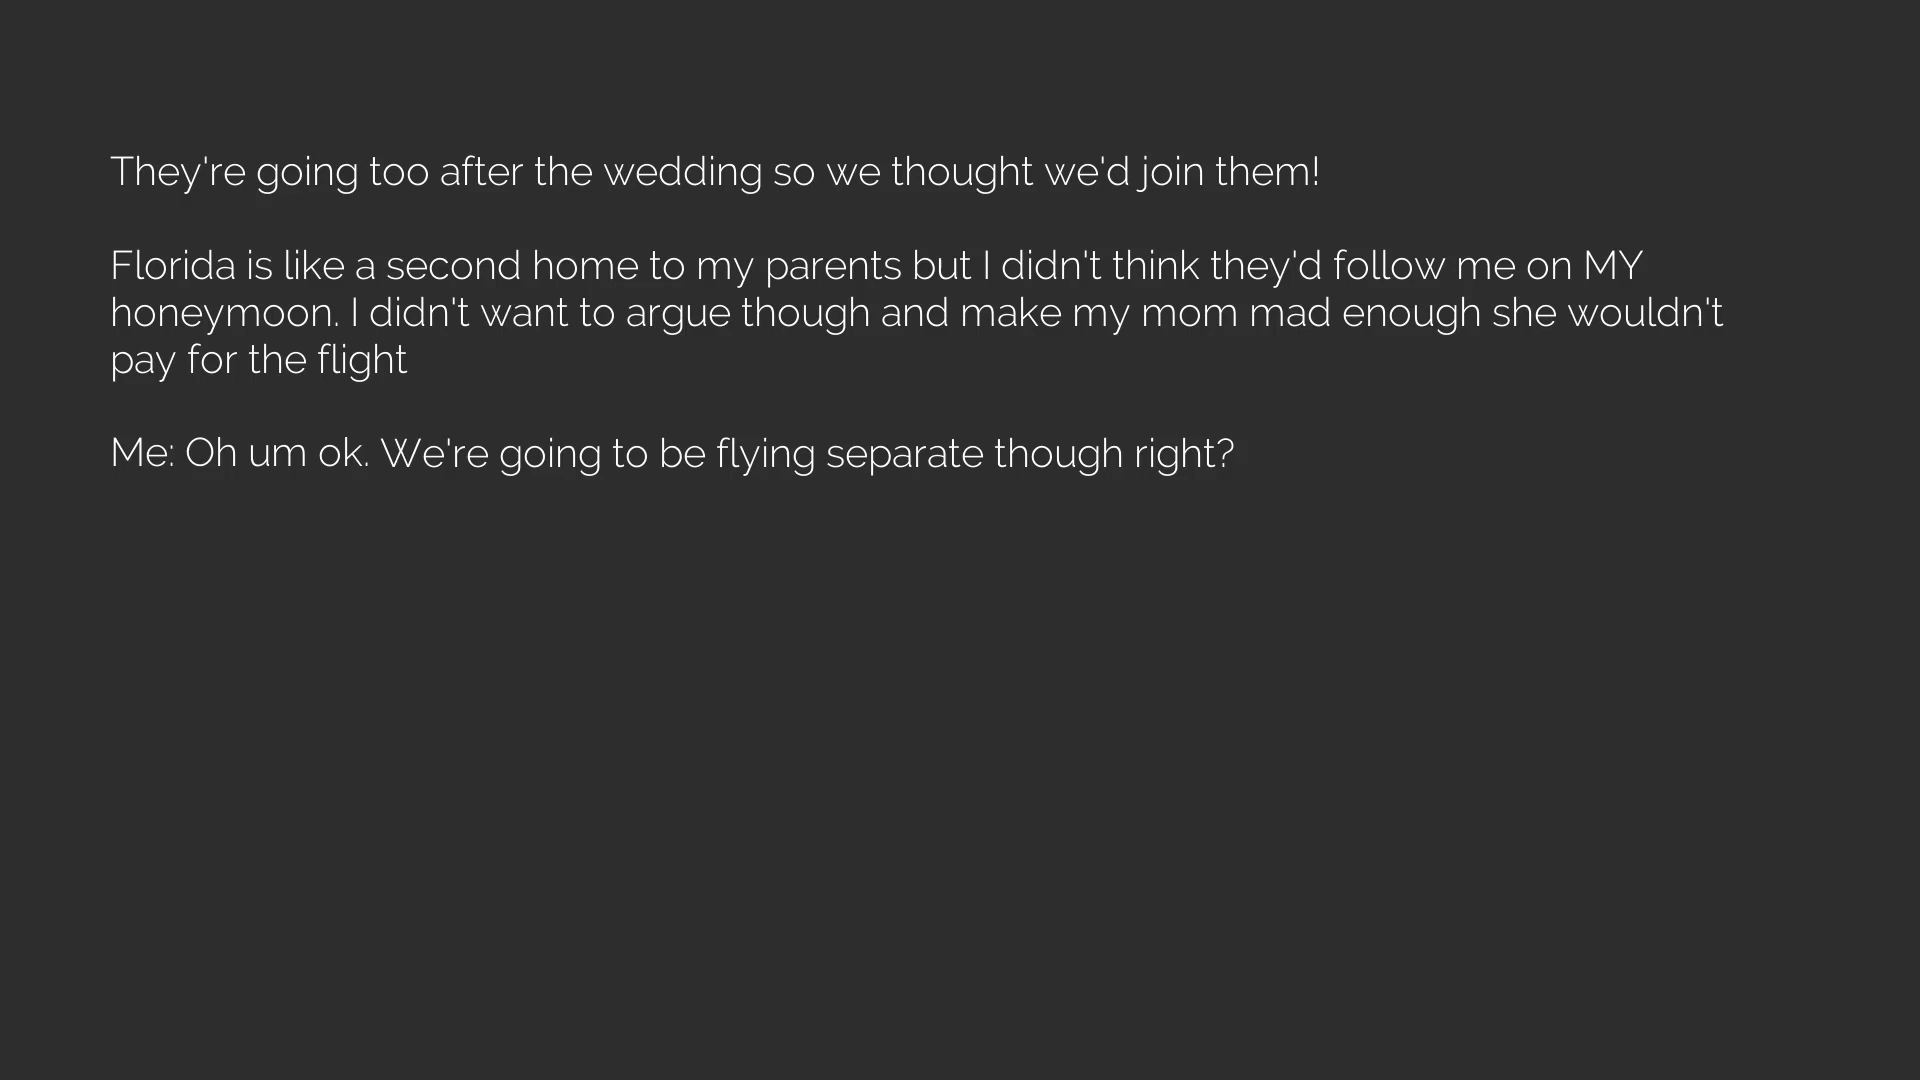 They're going too after the wedding so we thought we'd join them!
Florida is like a second home to my parents but I didn't think they'd follow me on MY
honeymoon. I didn't want to argue though and make my mom mad enough she wouldn't
pay for the flight
Me: Oh um ok. We're going to be flying separate though right?